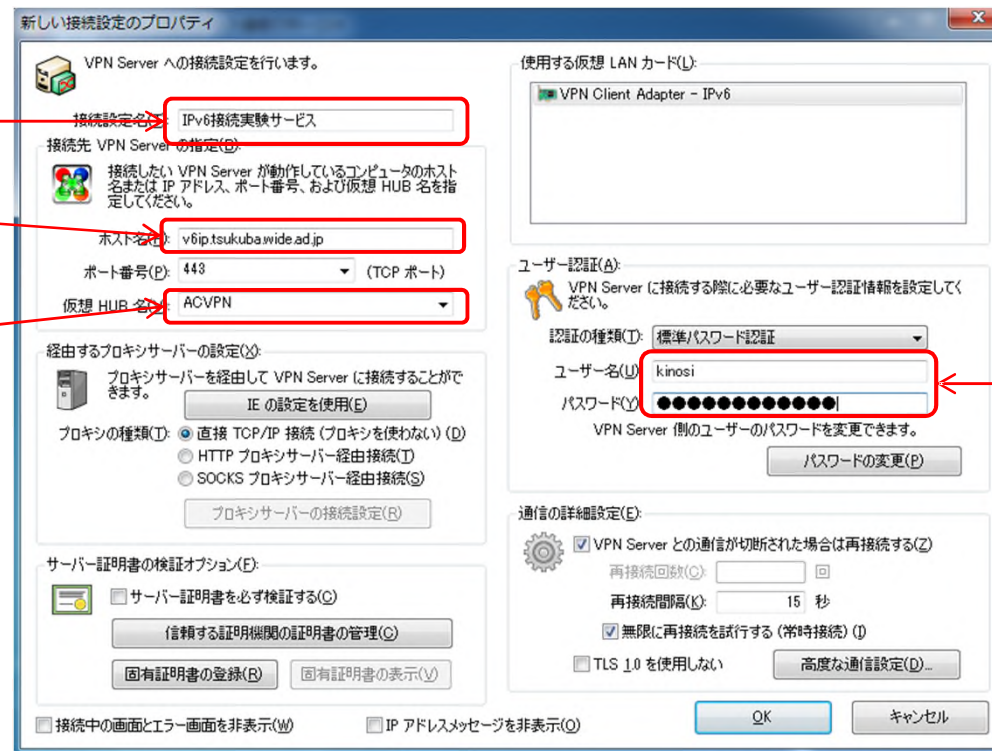 新しい接続設定のプロパティ
VPN Server への接続設定を行います。
接続設定名(T): IPv6接続実験サービス
接続先 VPN Server の指定(B):
接続したい VPN Server が動作しているコンピュータのホスト
名または IP アドレス、ポート番号、および仮想 HUB 名を指
定してください。
ホスト名(H): v6ip.tsukuba.wide.ad.jp
ポート番号(P): 443 (TCP ポート)
仮想 HUB 名(V): ACVPN
経由するプロキシサーバーの設定(X):
プロキシサーバーを経由して VPN Server に接続することがで
きます。
IE の設定を使用(E)
プロキシの種類(T): 直接 TCP/IP 接続 (プロキシを使わない) (D)
HTTP プロキシサーバー経由接続(T)
SOCKS プロキシサーバー経由接続(S)
プロキシサーバーの接続設定(R)
サーバー証明書の検証オプション(F):
サーバー証明書を必ず検証する(C)
信頼する証明機関の証明書の管理(C)
固有証明書の登録(R) 固有証明書の表示(V)
接続中の画面とエラー画面を非表示(W)
IP アドレスメッセージを非表示(O)
使用する仮想 LAN カード(L):
VPN Client Adapter - IPv6
ユーザー認証(A):
VPN Server に接続する際に必要なユーザー認証情報を設定してく
ださい。
認証の種類(T): 標準パスワード認証
ユーザー名(U) kinosi
パスワード(Y) ●●●●●●●●●●●●
VPN Server 側のユーザーのパスワードを変更できます。
パスワードの変更(P)
通信の詳細設定(E):
VPN Server との通信が切断された場合は再接続する(Z)
再接続回数(C): 回
再接続間隔(K): 15 秒
無限に再接続を試行する (常時接続) (I)
TLS 1.0 を使用しない 高度な通信設定(D)...
OK キャンセル